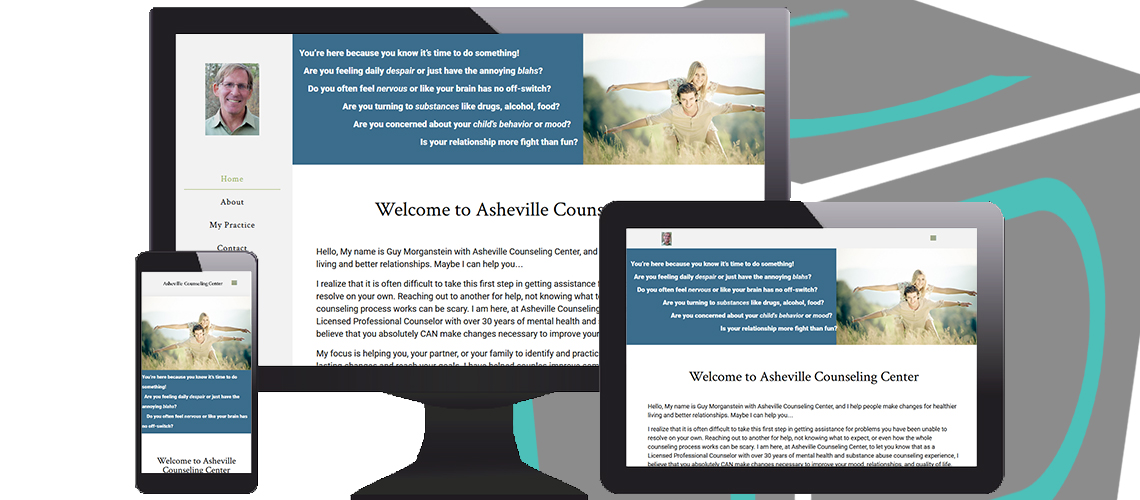 You're here because you know it's time to do something!
Are you feeling daily despair or just have the annoying blahs?
Do you often feel nervous or like your brain has no off-switch?
Are you turning to substances like drugs, alcohol, food?
Are you concerned about your child's behavior or mood?
Is your relationship more fight than fun?
Home
About
My Practice
Contact
Welcome to Asheville Couns
Hello, My name is Guy Morganstein with Asheville Counseling Center, and
living and better relationships. Maybe I can help you…
I realize that it is often difficult to take this first step in getting assistance
resolve on your own. Reaching out to another for help, not knowing what
counseling process works can be scary. I am here, at Asheville Counseling
Licensed Professional Counselor with over 30 years of mental health and
believe that you absolutely CAN make changes necessary to improve your
My focus is helping you, your partner, or your family to identify and practic
lasting changes and reach your goals. I have helped couples improve
Asheville Counseling Center
You're here because you know it's time to do
something!
Are you feeling daily despair or just have the
annoying blahs?
Do you often feel nervous or like your brain has
no off-switch?
Welcome to Asheville
Counseling Center
You're here because you know it's time to do something!
Are you feeling daily despair or just have the annoying blahs?
Do you often feel nervous or like your brain has no off-switch?
Are you turning to substances like drugs, alcohol, food?
Are you concerned about your child's behavior or mood?
Is your relationship more fight than fun?
Welcome to Asheville Counseling Center
Hello, My name is Guy Morganstein with Asheville Counseling Center, and I help people make changes for healthier
living and better relationships. Maybe I can help you…
I realize that it is often difficult to take this first step in getting assistance for problems you have been unable to
resolve on your own. Reaching out to another for help, not knowing what to expect, or even how the whole
counseling process works can be scary. I am here, at Asheville Counseling Center, to let you know that as a
Licensed Professional Counselor with over 30 years of mental health and substance abuse counseling experience, I
believe that you absolutely CAN make changes necessary to improve your mood, relationships, and quality of life.